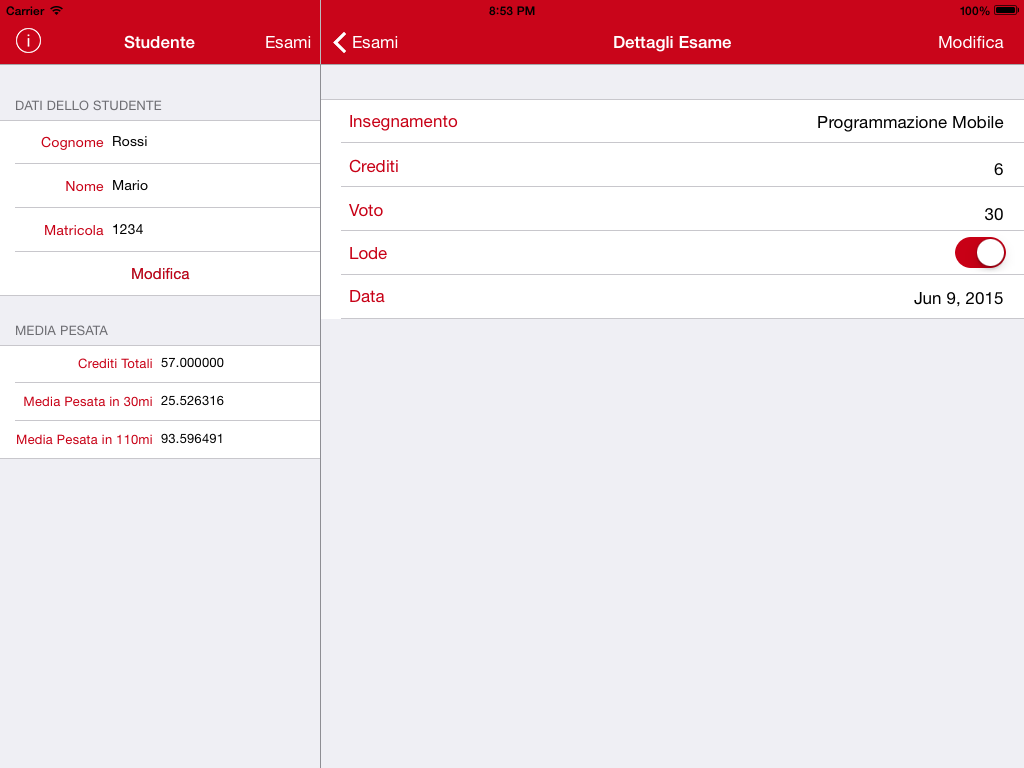 Carrier 8:53 PM 100%
Studente Esami
DATI DELLO STUDENTE
Cognome Rossi
Nome Mario
Matricola 1234
Modifica
MEDIA PESATA
Crediti Totali 57.000000
Media Pesata in 30mi 25.526316
Media Pesata in 110mi 93.596491
Esami Dettagli Esame Modifica
Insegnamento Programmazione Mobile
Crediti 6
Voto 30
Lode
Data Jun 9, 2015